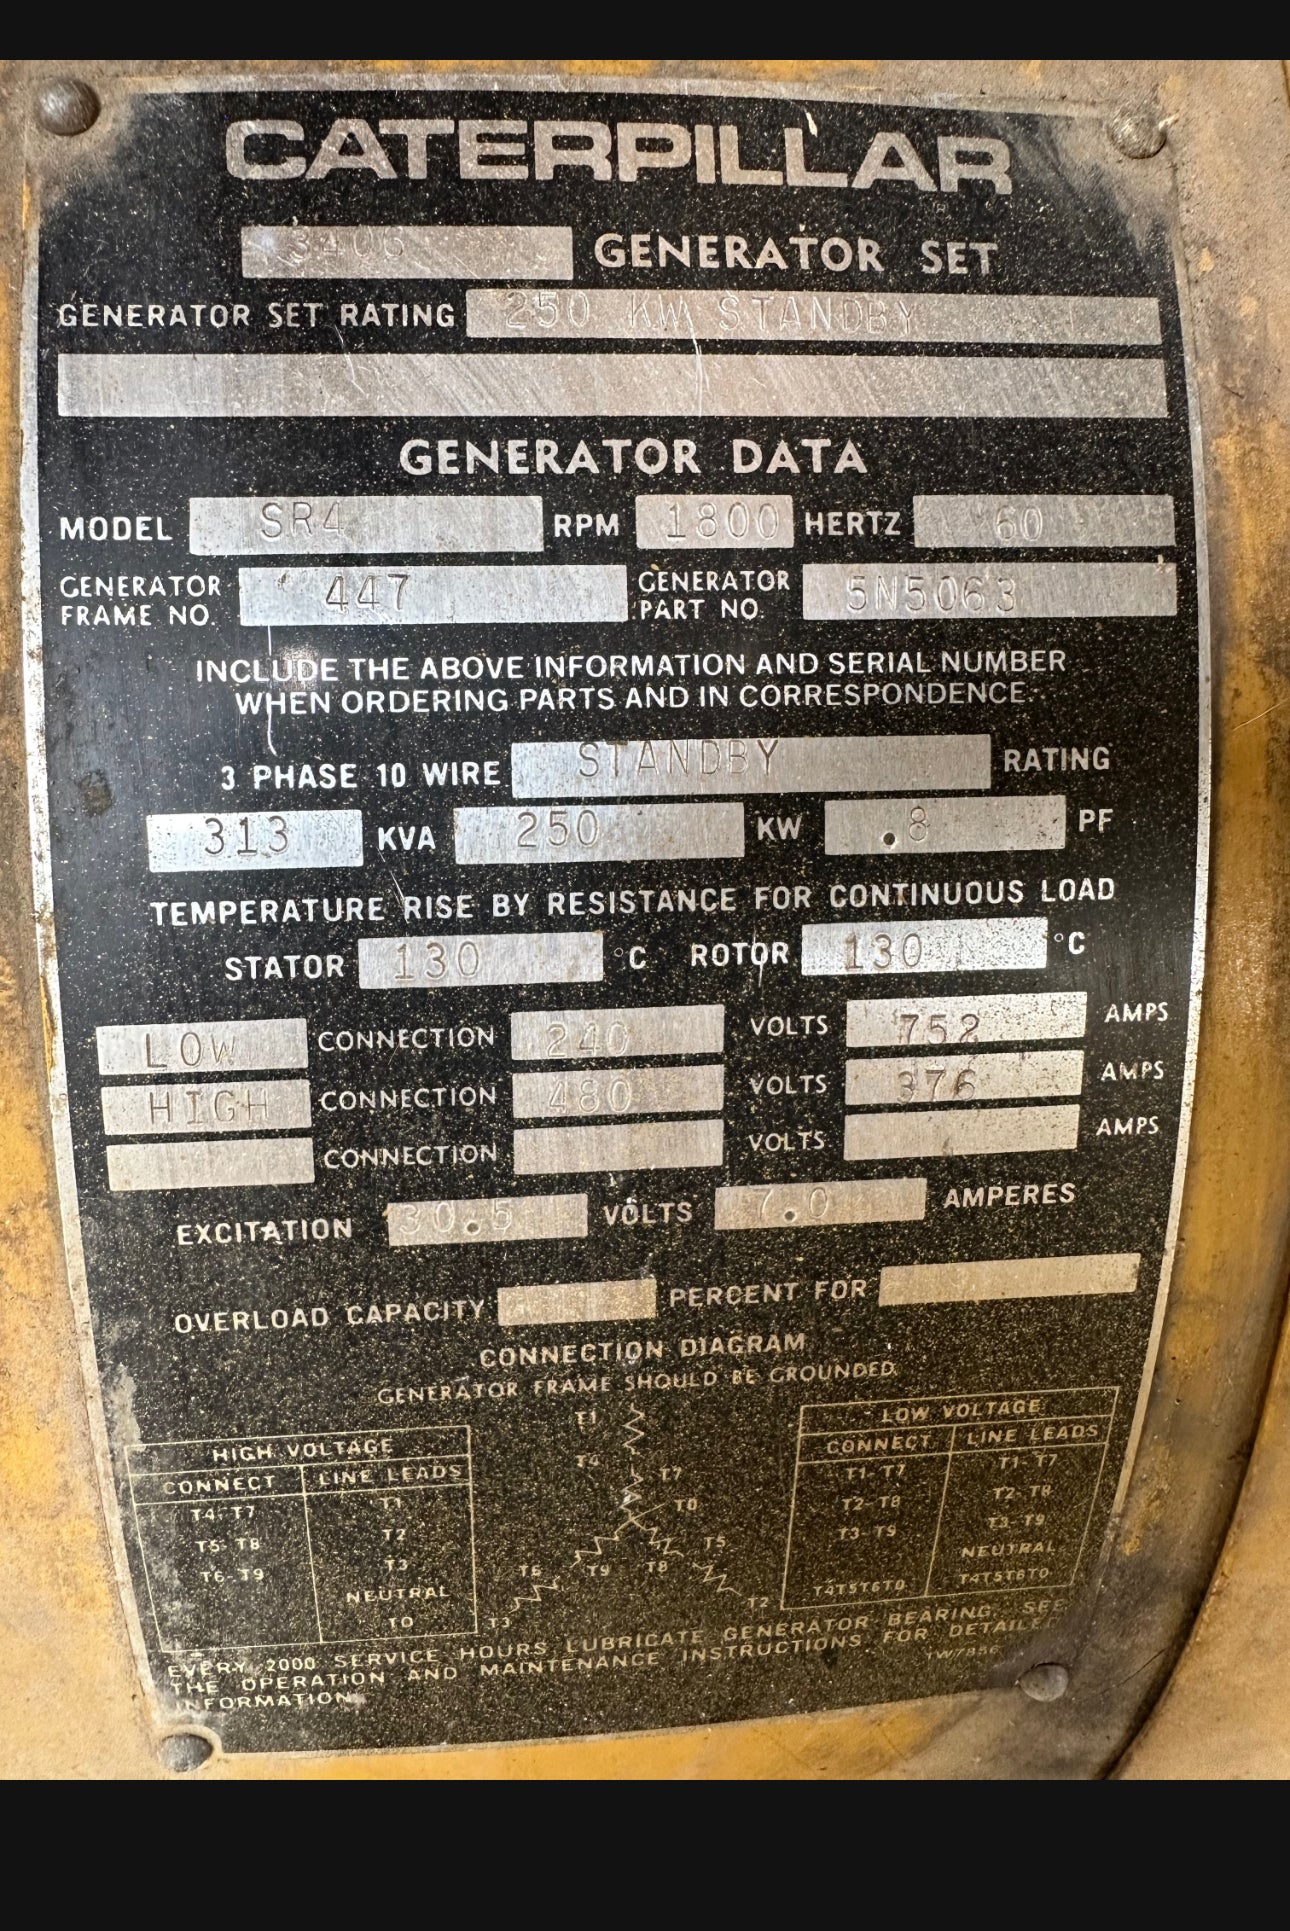 CATERPILLAR
3406 GENERATOR SET
GENERATOR SET RATING 250 KW STANDBY
GENERATOR DATA
MODEL SR4 RPM 1800 HERTZ 60
GENERATOR FRAME NO. 447 GENERATOR PART NO. 5N5063
INCLUDE THE ABOVE INFORMATION AND SERIAL NUMBER
WHEN ORDERING PARTS AND IN CORRESPONDENCE.
3 PHASE 10 WIRE STANDBY RATING
313 KVA 250 KW .8 PF
TEMPERATURE RISE BY RESISTANCE FOR CONTINUOUS LOAD
STATOR 130 °C ROTOR 130 °C
LOW CONNECTION 240 VOLTS 752 AMPS
HIGH CONNECTION 480 VOLTS 376 AMPS
CONNECTION VOLTS AMPS
EXCITATION 30.5 VOLTS 7.0 AMPERES
OVERLOAD CAPACITY PERCENT FOR
CONNECTION DIAGRAM
GENERATOR FRAME SHOULD BE GROUNDED.
HIGH VOLTAGE
CONNECT LINE LEADS
T4-T7 T1
T5-T8 T2
T6-T9 T3
NEUTRAL
T0
T1
T4
T7
T0
T6 T9 T8 T5
T3 T2
LOW VOLTAGE
CONNECT LINE LEADS
T1-T7 T1-T7
T2-T8 T2-T8
T3-T9 T3-T9
NEUTRAL
T4T5T6T0 T4T5T6T0
EVERY 2000 SERVICE HOURS LUBRICATE GENERATOR BEARING. SEE
THE OPERATION AND MAINTENANCE INSTRUCTIONS FOR DETAILED
INFORMATION.